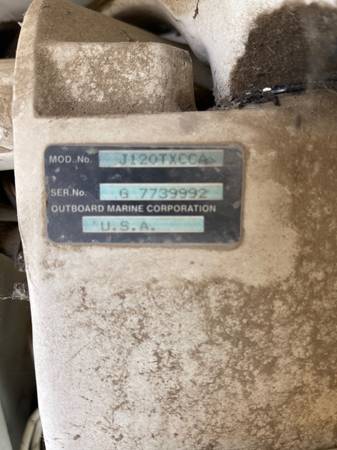 MOD. No. J120TXCCA
SER.No. G 7739992
OUTBOARD MARINE CORPORATION
U.S.A.